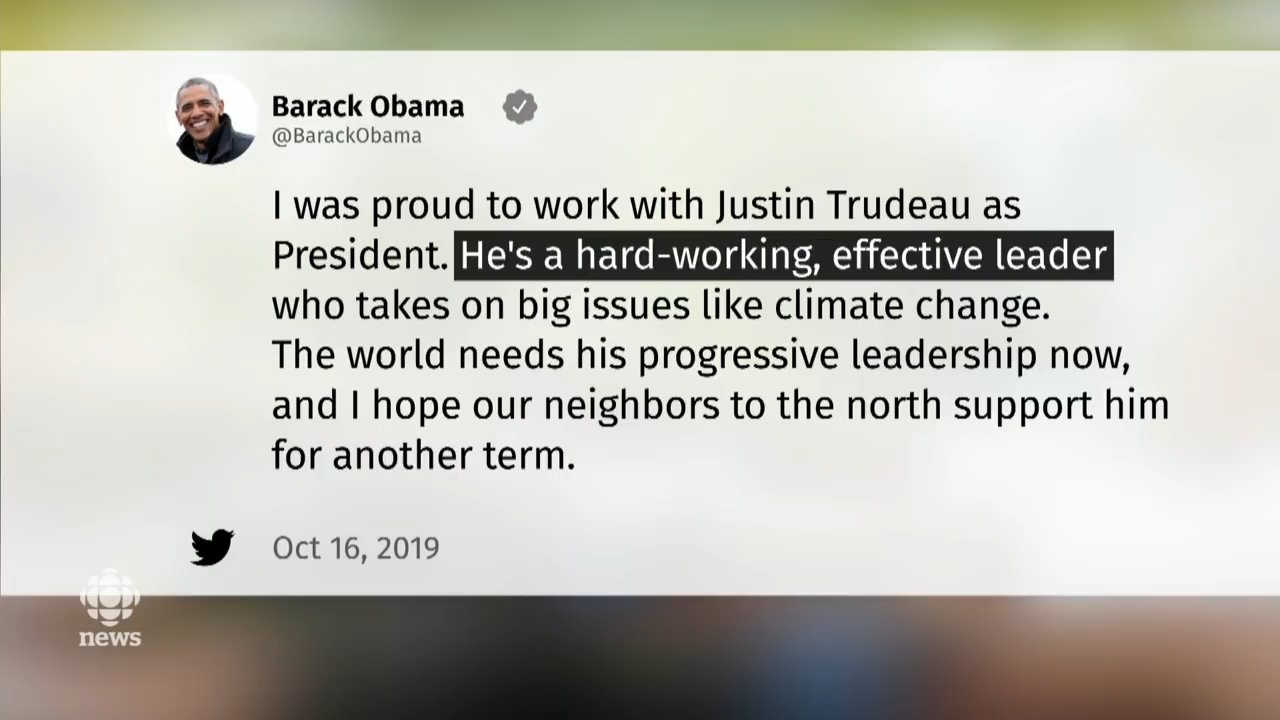 Barack Obama
@BarackObama
I was proud to work with Justin Trudeau as
President. He's a hard-working, effective leader
who takes on big issues like climate change.
The world needs his progressive leadership now,
and I hope our neighbors to the north support him
for another term.
Oct 16, 2019
news